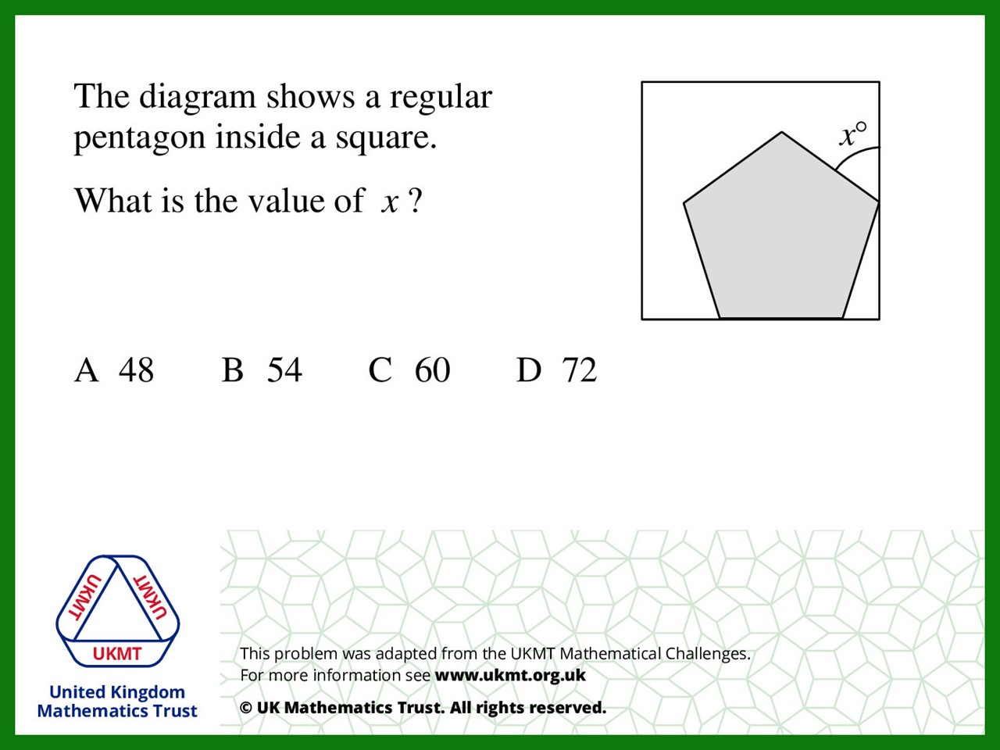 The diagram shows a regular
pentagon inside a square.
What is the value of x ?
x°
A 48 B 54 C 60 D 72
UKMT
UKMT
UKMT
United Kingdom
Mathematics Trust
This problem was adapted from the UKMT Mathematical Challenges.
For more information see www.ukmt.org.uk
© UK Mathematics Trust. All rights reserved.